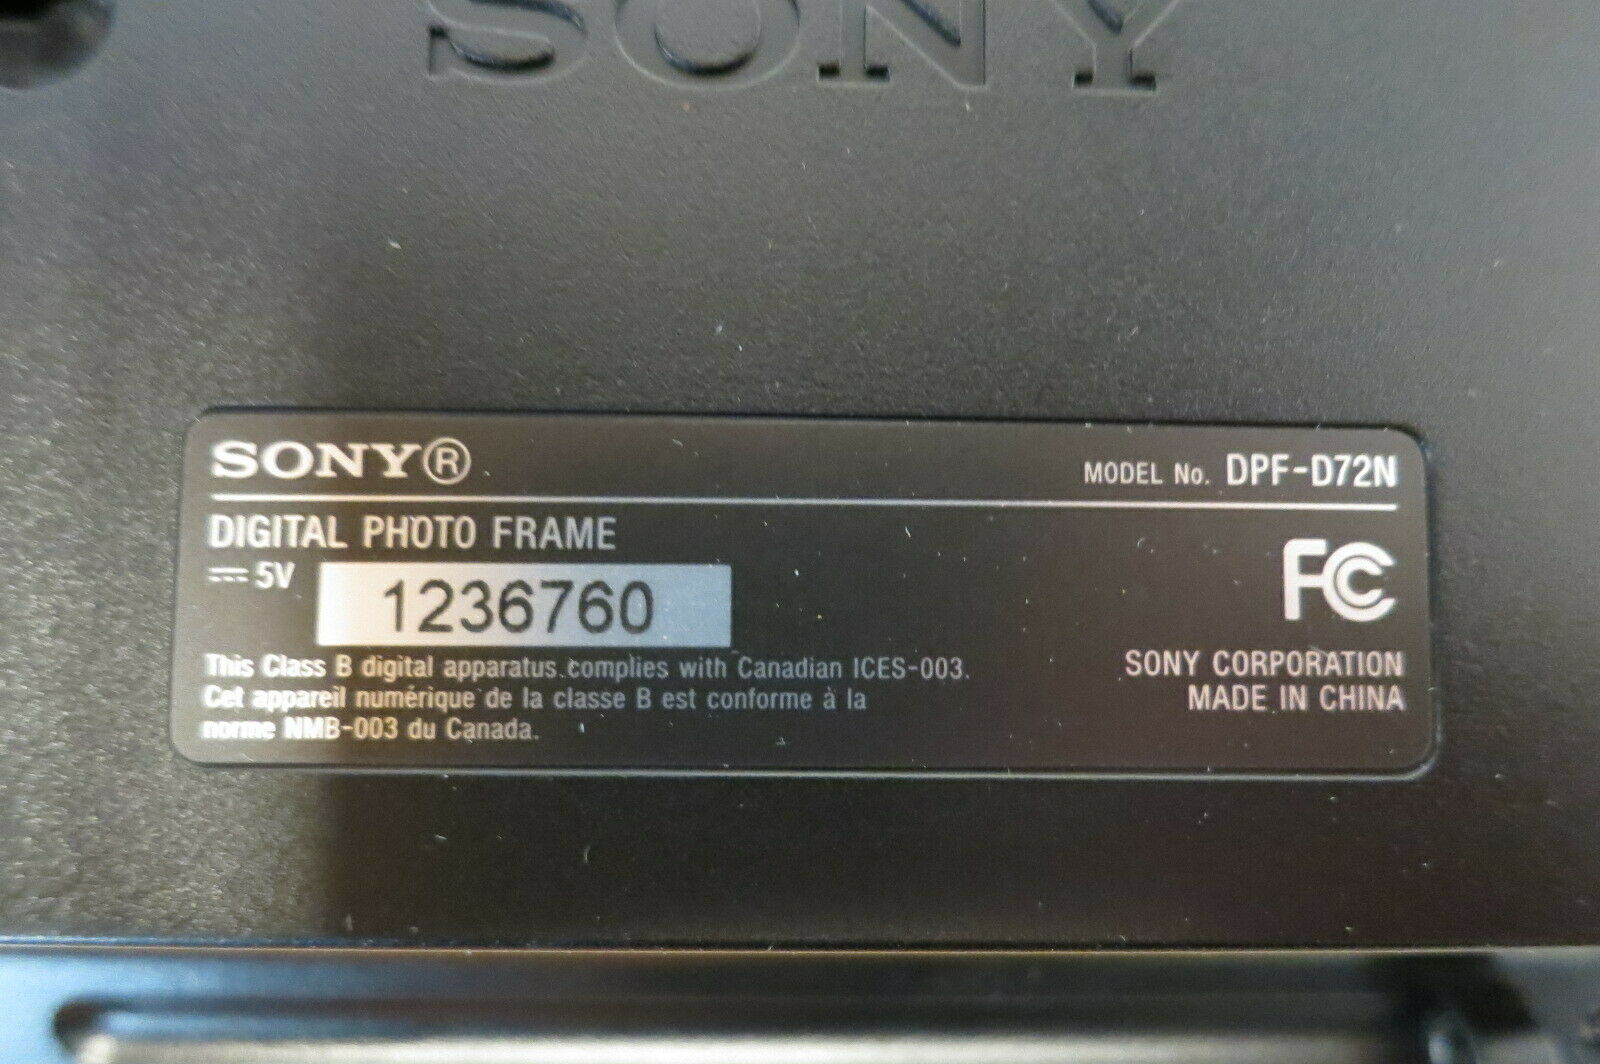 SONY
SONY®
MODEL No. DPF-D72N
DIGITAL PHOTO FRAME
⎓ 5V
1236760
FC
This Class B digital apparatus complies with Canadian ICES-003.
Cet appareil numérique de la classe B est conforme à la
norme NMB-003 du Canada.
SONY CORPORATION
MADE IN CHINA